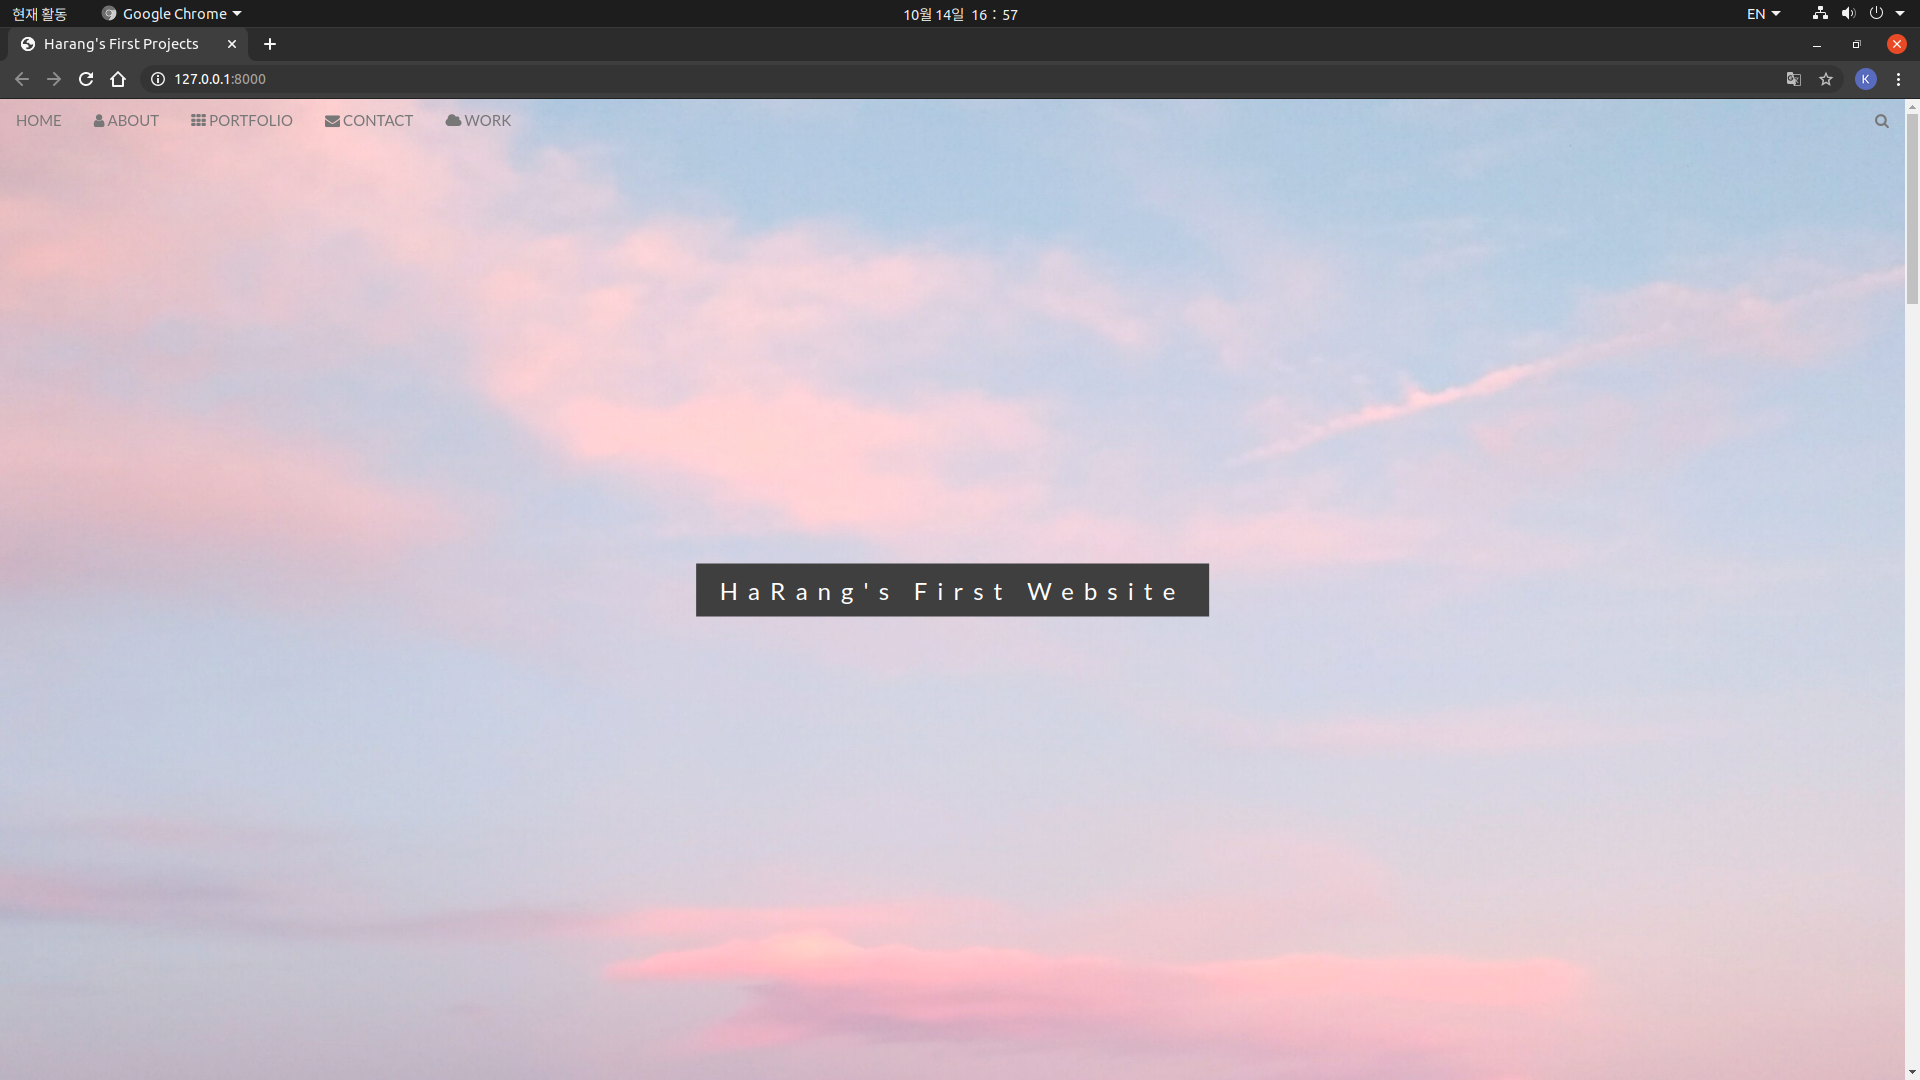 현재 활동 Google Chrome 10월 14일 16 : 57 EN
Harang's First Projects
127.0.0.1:8000 K
HOME ABOUT PORTFOLIO CONTACT WORK
HaRang's First Website